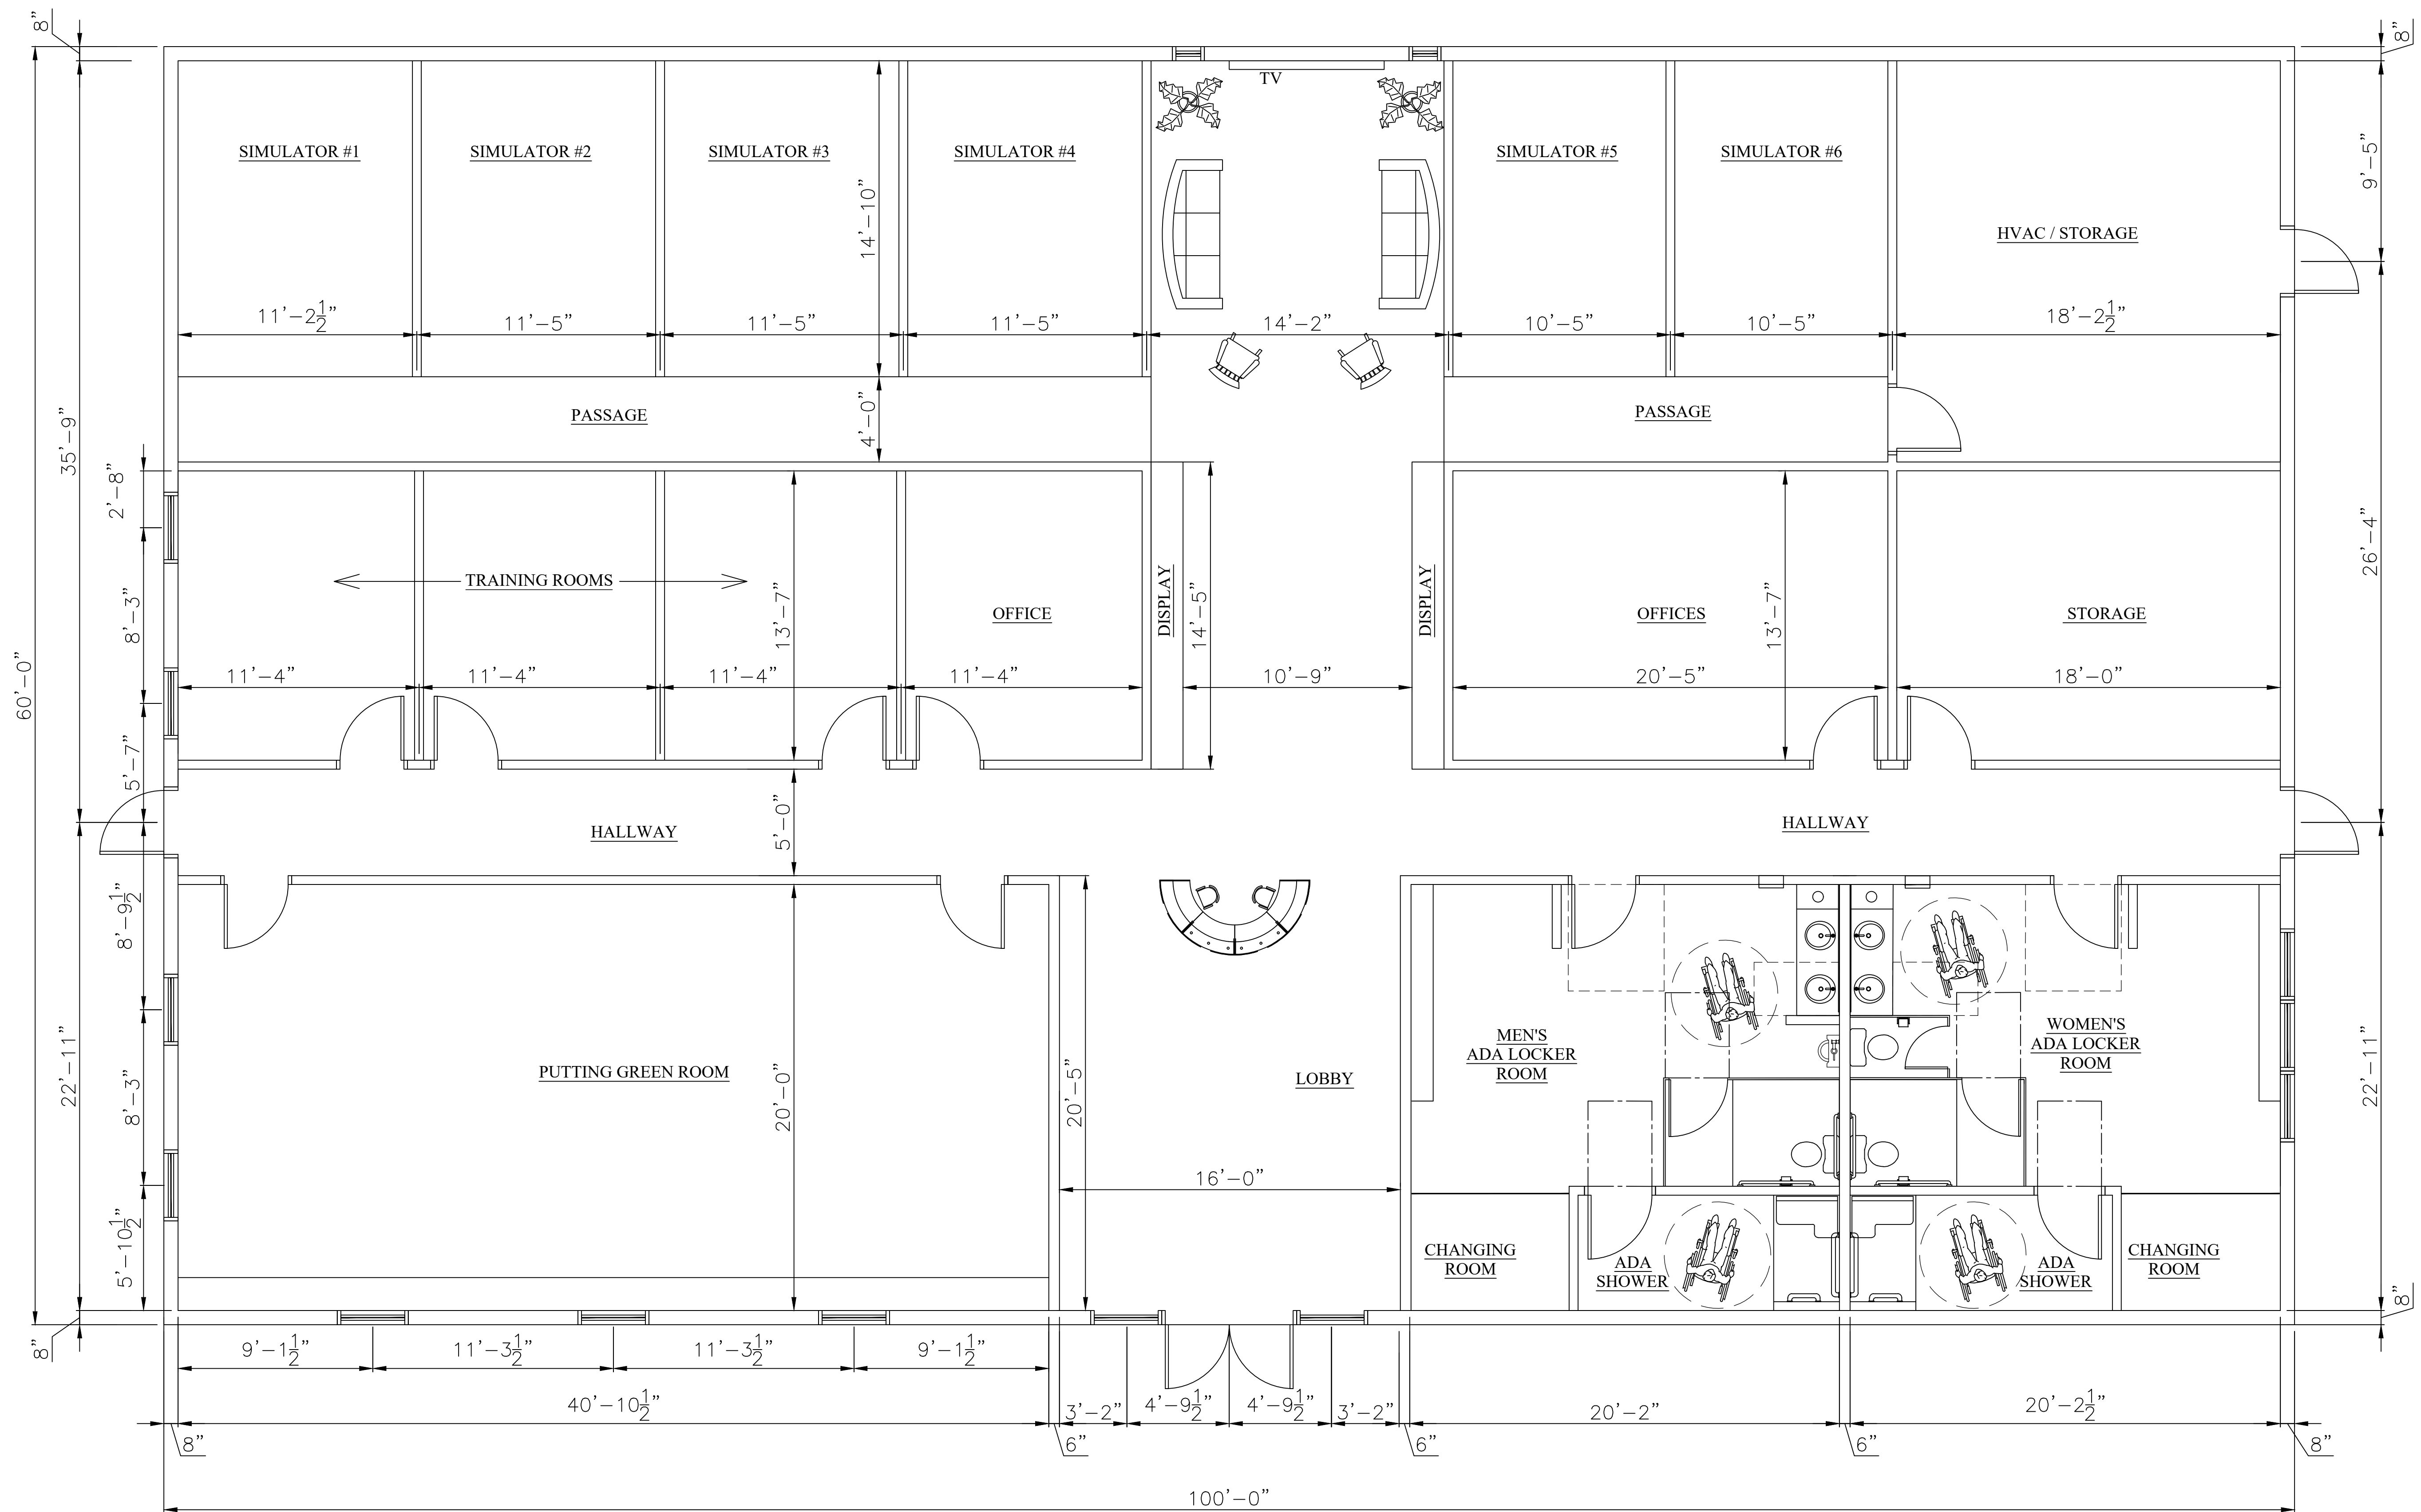 8”
8”
TV
SIMULATOR #1
SIMULATOR #2
SIMULATOR #3
SIMULATOR #4
SIMULATOR #5
SIMULATOR #6
9’-5”
14’-10”
HVAC / STORAGE
11’-2½”
11’-5”
11’-5”
11’-5”
14’-2”
10’-5”
10’-5”
18’-2½”
35’-9”
PASSAGE
4’-0”
PASSAGE
2’-8”
26’-4”
TRAINING ROOMS
8’-3”
13’-7”
OFFICE
DISPLAY
14’-5”
DISPLAY
OFFICES
13’-7”
STORAGE
60’-0”
11’-4”
11’-4”
11’-4”
11’-4”
10’-9”
20’-5”
18’-0”
5’-7”
HALLWAY
5’-0”
HALLWAY
8’-9½”
22’-11”
8’-3”
PUTTING GREEN ROOM
20’-0”
20’-5”
LOBBY
MEN'S
ADA LOCKER
ROOM
WOMEN'S
ADA LOCKER
ROOM
22’-11”
16’-0”
5’-10½”
CHANGING
ROOM
ADA
SHOWER
ADA
SHOWER
CHANGING
ROOM
8”
8”
9’-1½”
11’-3½”
11’-3½”
9’-1½”
40’-10½”
3’-2”
4’-9½”
4’-9½”
3’-2”
20’-2”
20’-2½”
8”
6”
6”
6”
8”
100’-0”